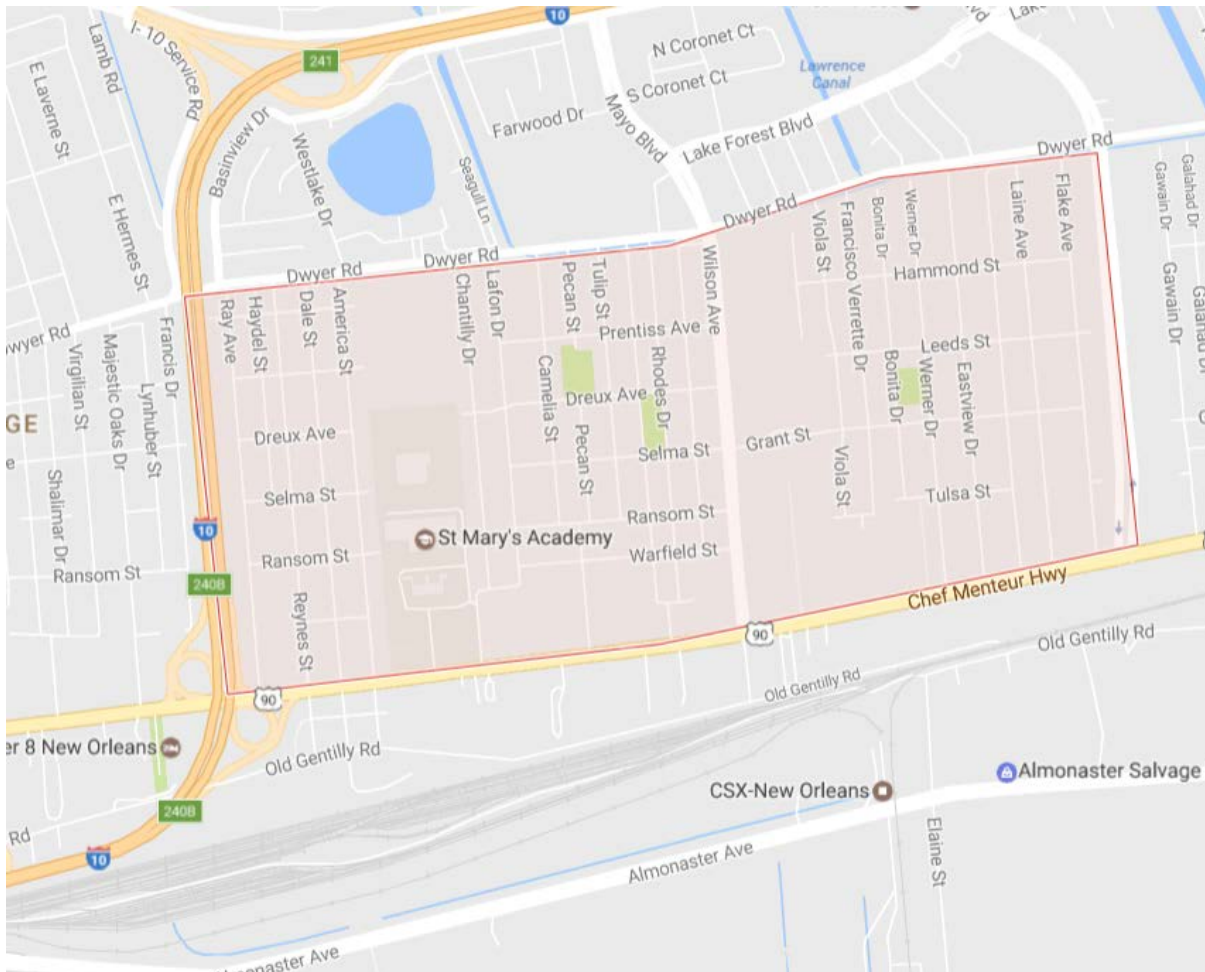 10
N Coronet Ct
I- 10 Service Rd
Lamb Rd
241
Lawrence
Canal
S Coronet Ct
E Laverne St
Basinview Dr
Farwood Dr
Mayo Blvd
Lake Forest Blvd
Westlake Dr
Seagull Ln
Dwyer Rd
E Hermes St
Dwyer Rd
Dwyer Rd
Dwyer Rd
Gawain Dr
Galahad Dr
Flake Ave
Laine Ave
Werner Dr
Bonita Dr
Francisco Verrette Dr
Viola St
Hammond St
Wilson Ave
Tulip St
Pecan St
Lafon Dr
Chantilly Dr
America St
Dale St
Haydel St
Ray Ave
Francis Dr
wyer Rd
Virgilian St
Majestic Oaks Dr
Lynhuber St
Gawain Dr
Prentiss Ave
Leeds St
Rhodes Dr
Camelia St
Dreux Ave
Bonita Dr
Werner Dr
Eastview Dr
GE
Dreux Ave
Pecan St
Selma St
Grant St
Viola St
Shalimar Dr
Selma St
Tulsa St
Ransom St
10
St Mary's Academy
Warfield St
Ransom St
Ransom St
240B
Reynes St
Chef Menteur Hwy
90
Old Gentilly Rd
90
Old Gentilly Rd
er 8 New Orleans
Old Gentilly Rd
CSX-New Orleans
Almonaster Salvage
240B
Rd
10
Elaine St
Almonaster Ave
monaster Ave